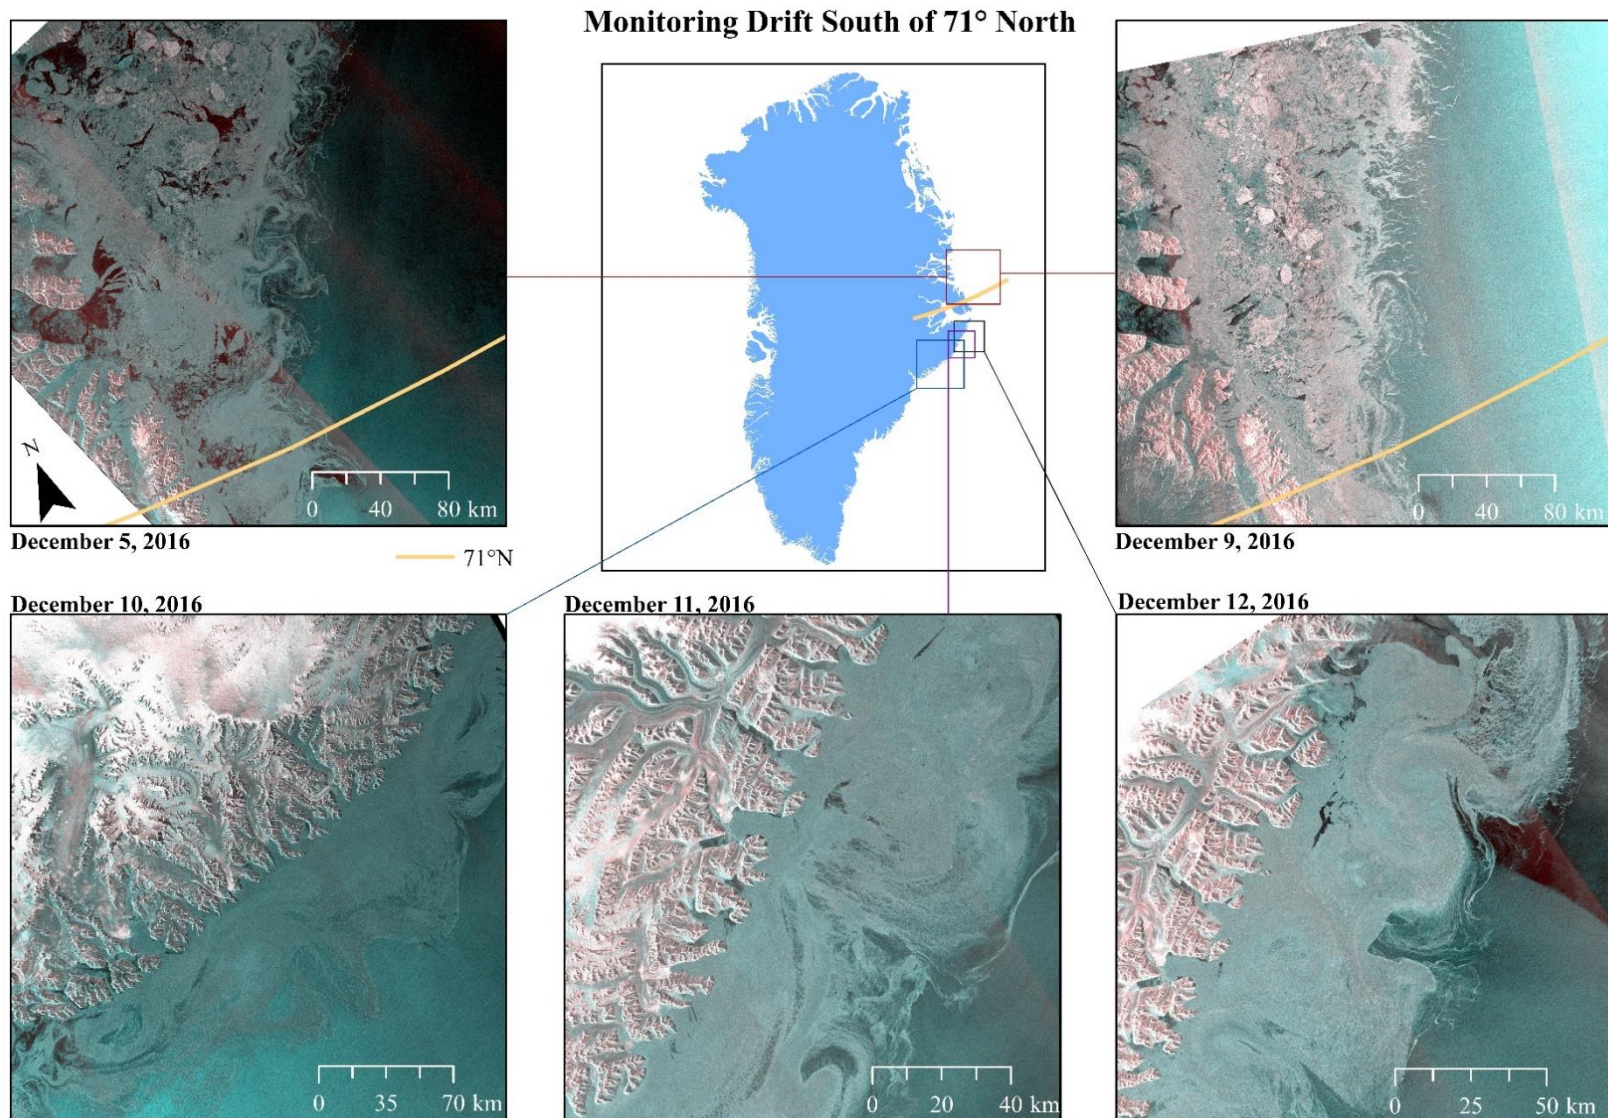 Monitoring Drift South of 71° North
N
0 40 80 km
0 40 80 km
December 5, 2016
71°N
December 9, 2016
December 10, 2016
December 11, 2016
December 12, 2016
0 35 70 km
0 20 40 km
0 25 50 km